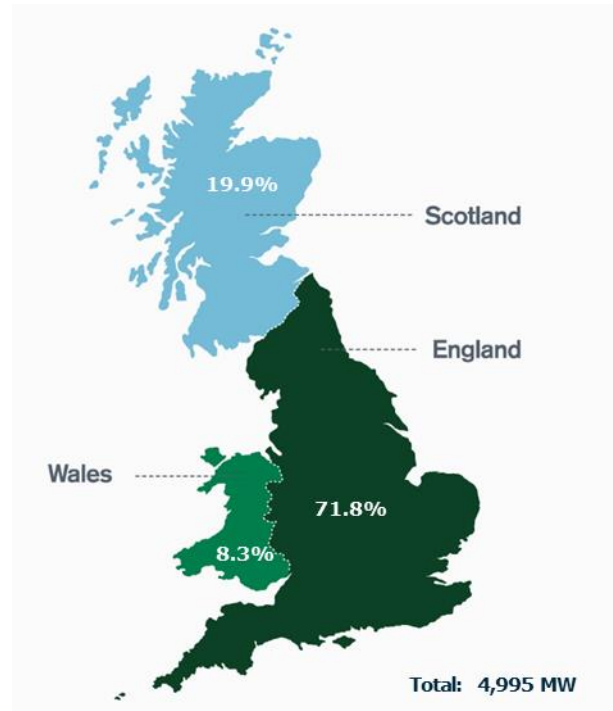 19.9%
Scotland
England
Wales
71.8%
8.3%
Total: 4,995 MW